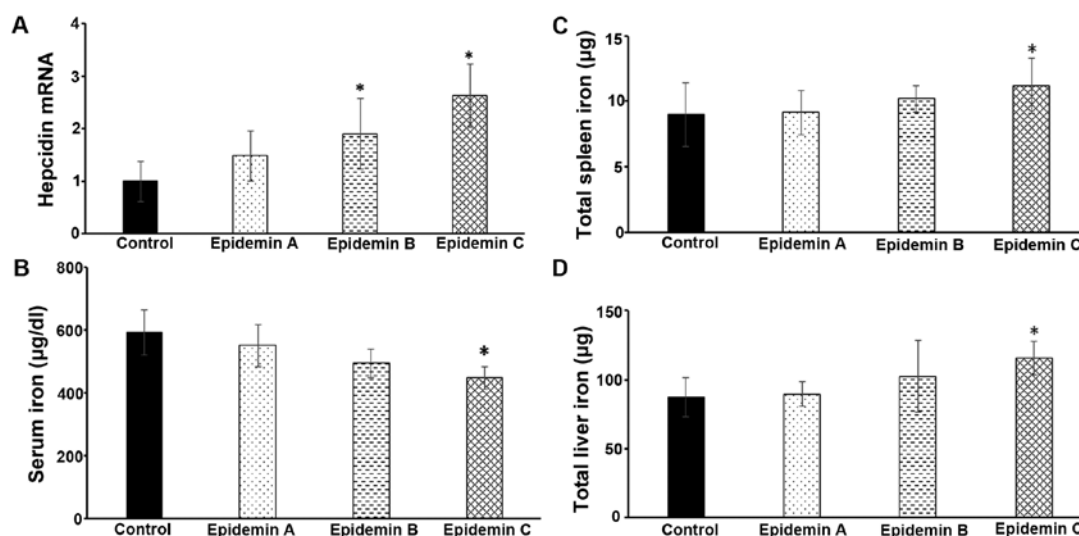 A
Hepcidin mRNA
4
3
2
1
0
*
*
Control Epidemin A Epidemin B Epidemin C
B
Serum iron (µg/dl)
800
600
400
200
0
*
Control Epidemin A Epidemin B Epidemin C
C
Total spleen iron (µg)
15
10
5
0
*
Control Epidemin A Epidemin B Epidemin C
D
Total liver iron (µg)
150
100
50
0
*
Control Epidemin A Epidemin B Epidemin C